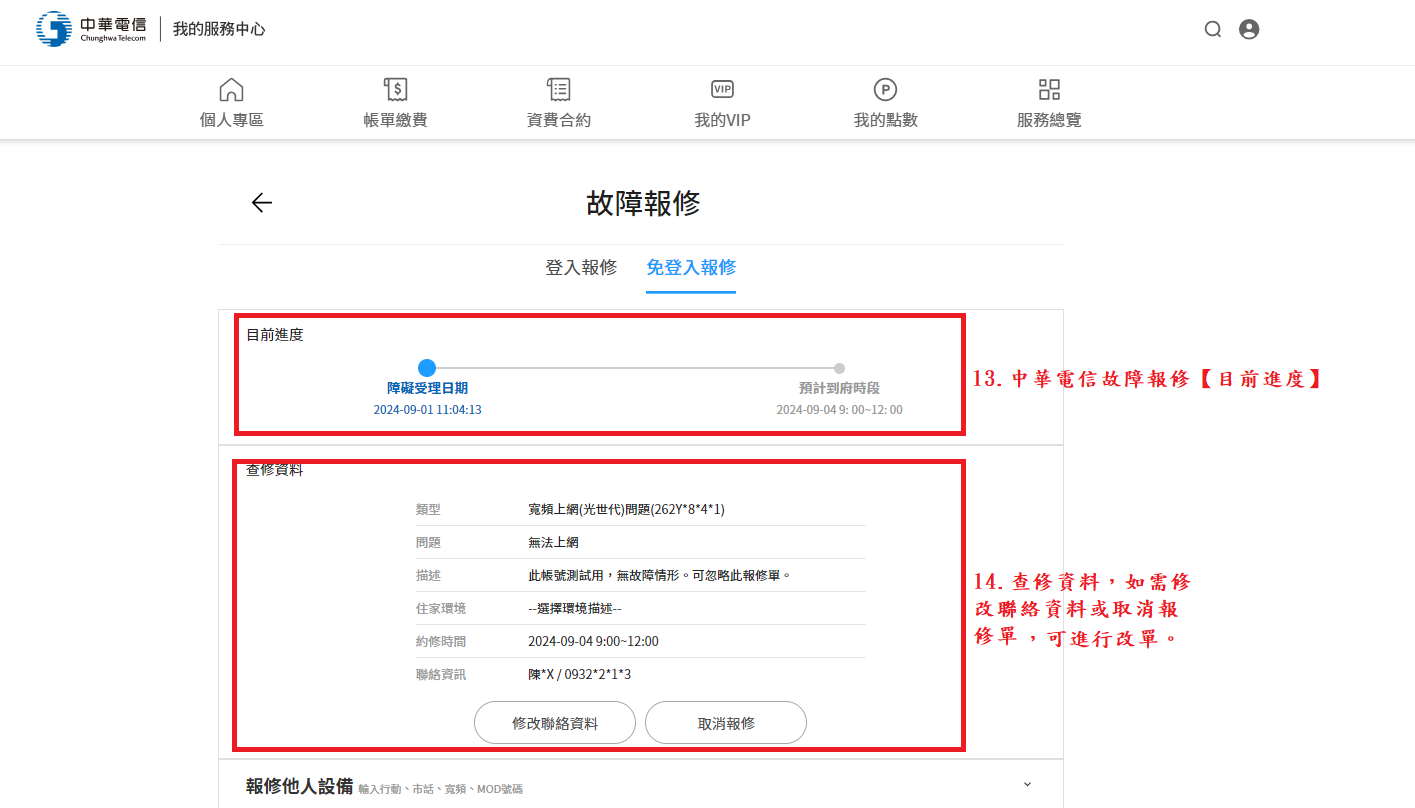 中華電信 我的服務中心
Chunghwa Telecom
VIP
P
個人專區 帳單繳費 資費合約 我的VIP 我的點數 服務總覽
故障報修
登入報修 免登入報修
目前進度
障礙受理日期 預計到府時段
2024-09-01 11:04:13 2024-09-04 9: 00~12: 00
13.中華電信故障報修【目前進度】
查修資料
類型 寬頻上網(光世代)問題(262Y*8*4*1)
問題 無法上網
描述 此帳號測試用，無故障情形。可忽略此報修單。
住家環境 --選擇環境描述--
約修時間 2024-09-04 9:00~12:00
聯絡資訊 陳*X / 0932*2*1*3
修改聯絡資料 取消報修
14.查修資料，如需修
改聯絡資料或取消報
修單，可進行改單。
報修他人設備 輸入行動、市話、寬頻、MOD號碼